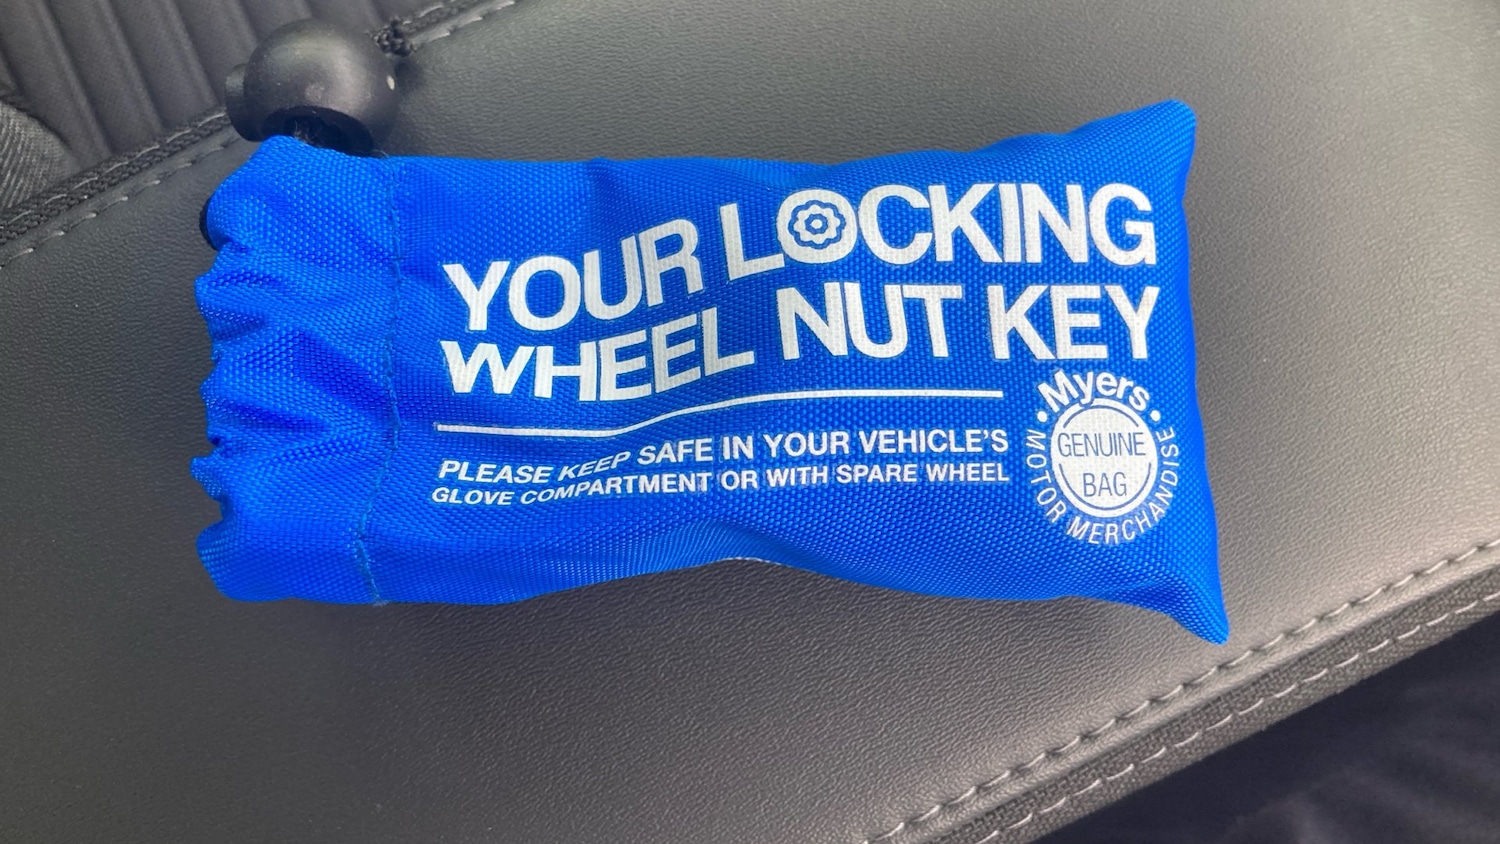 YOUR LOCKING
WHEEL NUT KEY
PLEASE KEEP SAFE IN YOUR VEHICLE'S
GLOVE COMPARTMENT OR WITH SPARE WHEEL
• Myers •
GENUINE
BAG
MOTOR MERCHANDISE